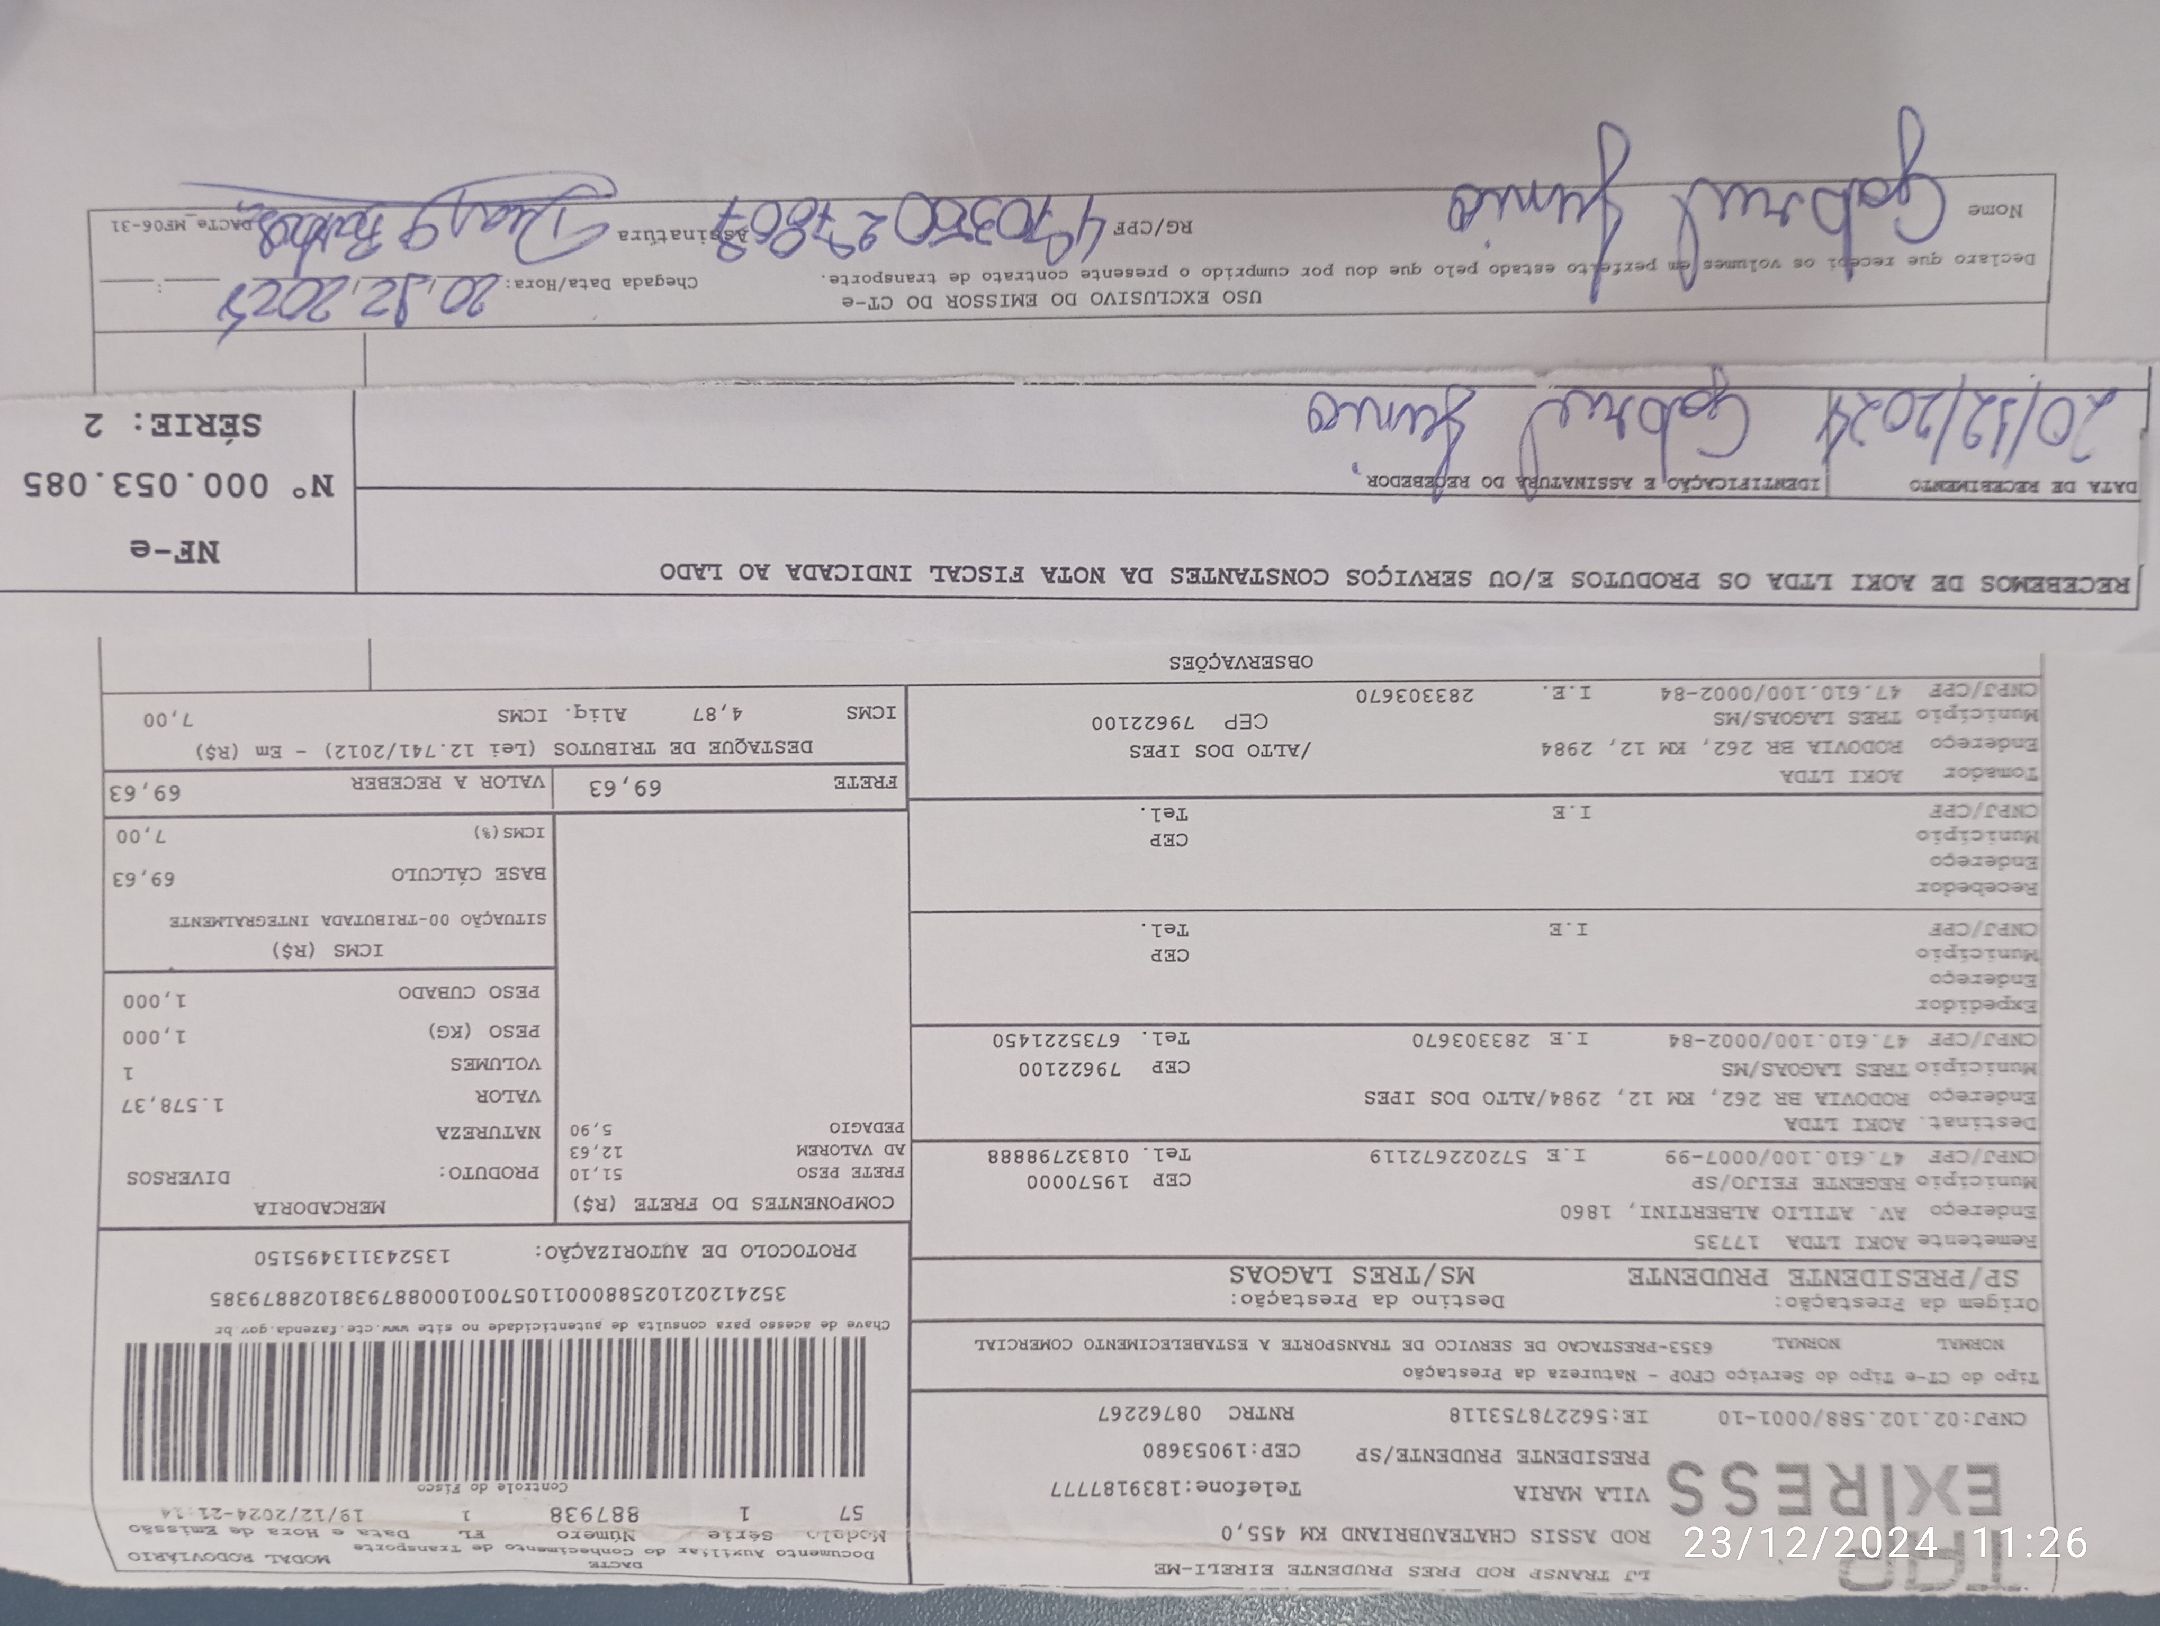 LJ TRANSP ROD PRES PRUDENTE EIRELI-ME
ROD ASSIS CHATEAUBRIAND KM 455,0
EXPRESS
VILA MARIA Telefone:1839187777
PRESIDENTE PRUDENTE/SP CEP:19053680
CNPJ:02.102.588/0001-10 IE:562278753118 RNTRC 08762267
DACTE
Documento Auxiliar do Conhecimento de Transporte
MODAL RODOVIÁRIO
Modelo Série Número FL Data e Hora de Emissão
57 1 887938 1 19/12/2024-21:14
Controle do Fisco
Tipo do CT-e Tipo do Serviço CFOP - Natureza da Prestação
NORMAL NORMAL 6353-PRESTACAO DE SERVICO DE TRANSPORTE A ESTABELECIMENTO COMERCIAL
Chave de acesso para consulta de autenticidade no site www.cte.fazenda.gov.br
35241202102588000110570010008879381028879385
PROTOCOLO DE AUTORIZAÇÃO: 135243113495150
Origem da Prestação: Destino da Prestação:
SP/PRESIDENTE PRUDENTE MS/TRES LAGOAS
Remetente AOKI LTDA 17735
Endereço AV. ATILIO ALBERTINI, 1860
Município REGENTE FEIJO/SP CEP 19570000
CNPJ/CPF 47.610.100/0007-99 I.E 572022672119 Tel. 01832798888
Destinat. AOKI LTDA
Endereço RODOVIA BR 262, KM 12, 2984/ALTO DOS IPES
Município TRES LAGOAS/MS CEP 79622100
CNPJ/CPF 47.610.100/0002-84 I.E 283303670 Tel. 6735221450
Expedidor
Endereço
Município CEP
CNPJ/CPF I.E Tel.
Recebedor
Endereço
Município CEP
CNPJ/CPF I.E Tel.
Tomador AOKI LTDA
Endereço RODOVIA BR 262, KM 12, 2984 /ALTO DOS IPES
Município TRES LAGOAS/MS CEP 79622100
CNPJ/CPF 47.610.100/0002-84 I.E. 283303670
COMPONENTES DO FRETE (R$)
FRETE PESO 51,10
AD VALOREM 12,63
PEDAGIO 5,90
MERCADORIA
PRODUTO: DIVERSOS
NATUREZA
VALOR 1.578,37
VOLUMES 1
PESO (KG) 1,000
PESO CUBADO 1,000
ICMS (R$)
SITUAÇÃO 00-TRIBUTADA INTEGRALMENTE
BASE CÁLCULO 69,63
ICMS(%) 7,00
FRETE 69,63 VALOR A RECEBER 69,63
DESTAQUE DE TRIBUTOS (Lei 12.741/2012) - Em (R$)
ICMS 4,87 Aliq. ICMS 7,00
OBSERVAÇÕES
RECEBEMOS DE AOKI LTDA OS PRODUTOS E/OU SERVIÇOS CONSTANTES DA NOTA FISCAL INDICADA AO LADO
NF-e
Nº 000.053.085
SÉRIE: 2
DATA DE RECEBIMENTO IDENTIFICAÇÃO E ASSINATURA DO RECEBEDOR
20/12/2024 Gabriel Junio
USO EXCLUSIVO DO EMISSOR DO CT-e
Declaro que recebi os volumes em perfeito estado pelo que dou por cumprido o presente contrato de transporte.
Chegada Data/Hora: 20.12.2024
Nome Gabriel Junio RG/CPF Assinatura
DACTe_MF06-31
23/12/2024 11:26